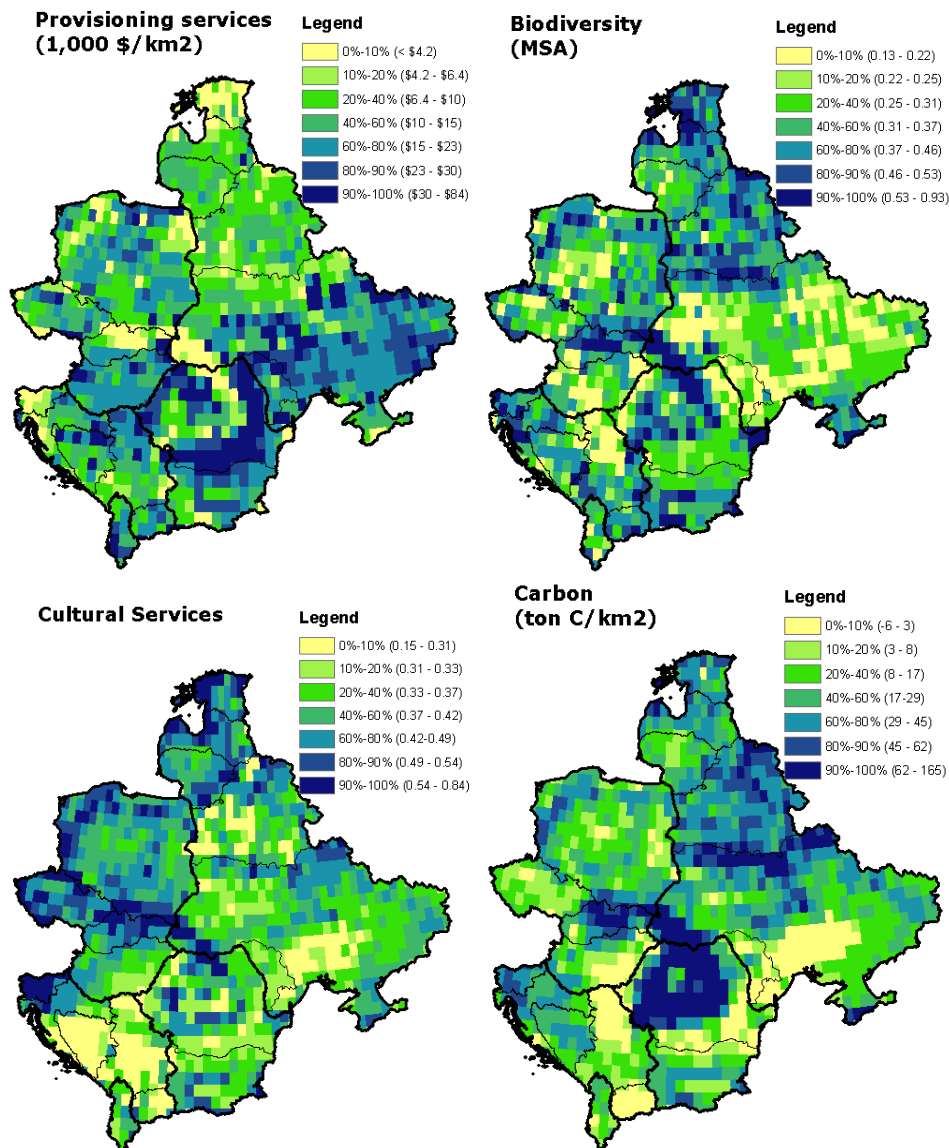 Provisioning services
(1,000 $/km2)
Legend
0%-10% (< $4.2)
10%-20% ($4.2 - $6.4)
20%-40% ($6.4 - $10)
40%-60% ($10 - $15)
60%-80% ($15 - $23)
80%-90% ($23 - $30)
90%-100% ($30 - $84)
Biodiversity
(MSA)
Legend
0%-10% (0.13 - 0.22)
10%-20% (0.22 - 0.25)
20%-40% (0.25 - 0.31)
40%-60% (0.31 - 0.37)
60%-80% (0.37 - 0.46)
80%-90% (0.46 - 0.53)
90%-100% (0.53 - 0.93)
Cultural Services
Legend
0%-10% (0.15 - 0.31)
10%-20% (0.31 - 0.33)
20%-40% (0.33 - 0.37)
40%-60% (0.37 - 0.42)
60%-80% (0.42-0.49)
80%-90% (0.49 - 0.54)
90%-100% (0.54 - 0.84)
Carbon
(ton C/km2)
Legend
0%-10% (-6 - 3)
10%-20% (3 - 8)
20%-40% (8 - 17)
40%-60% (17-29)
60%-80% (29 - 45)
80%-90% (45 - 62)
90%-100% (62 - 165)